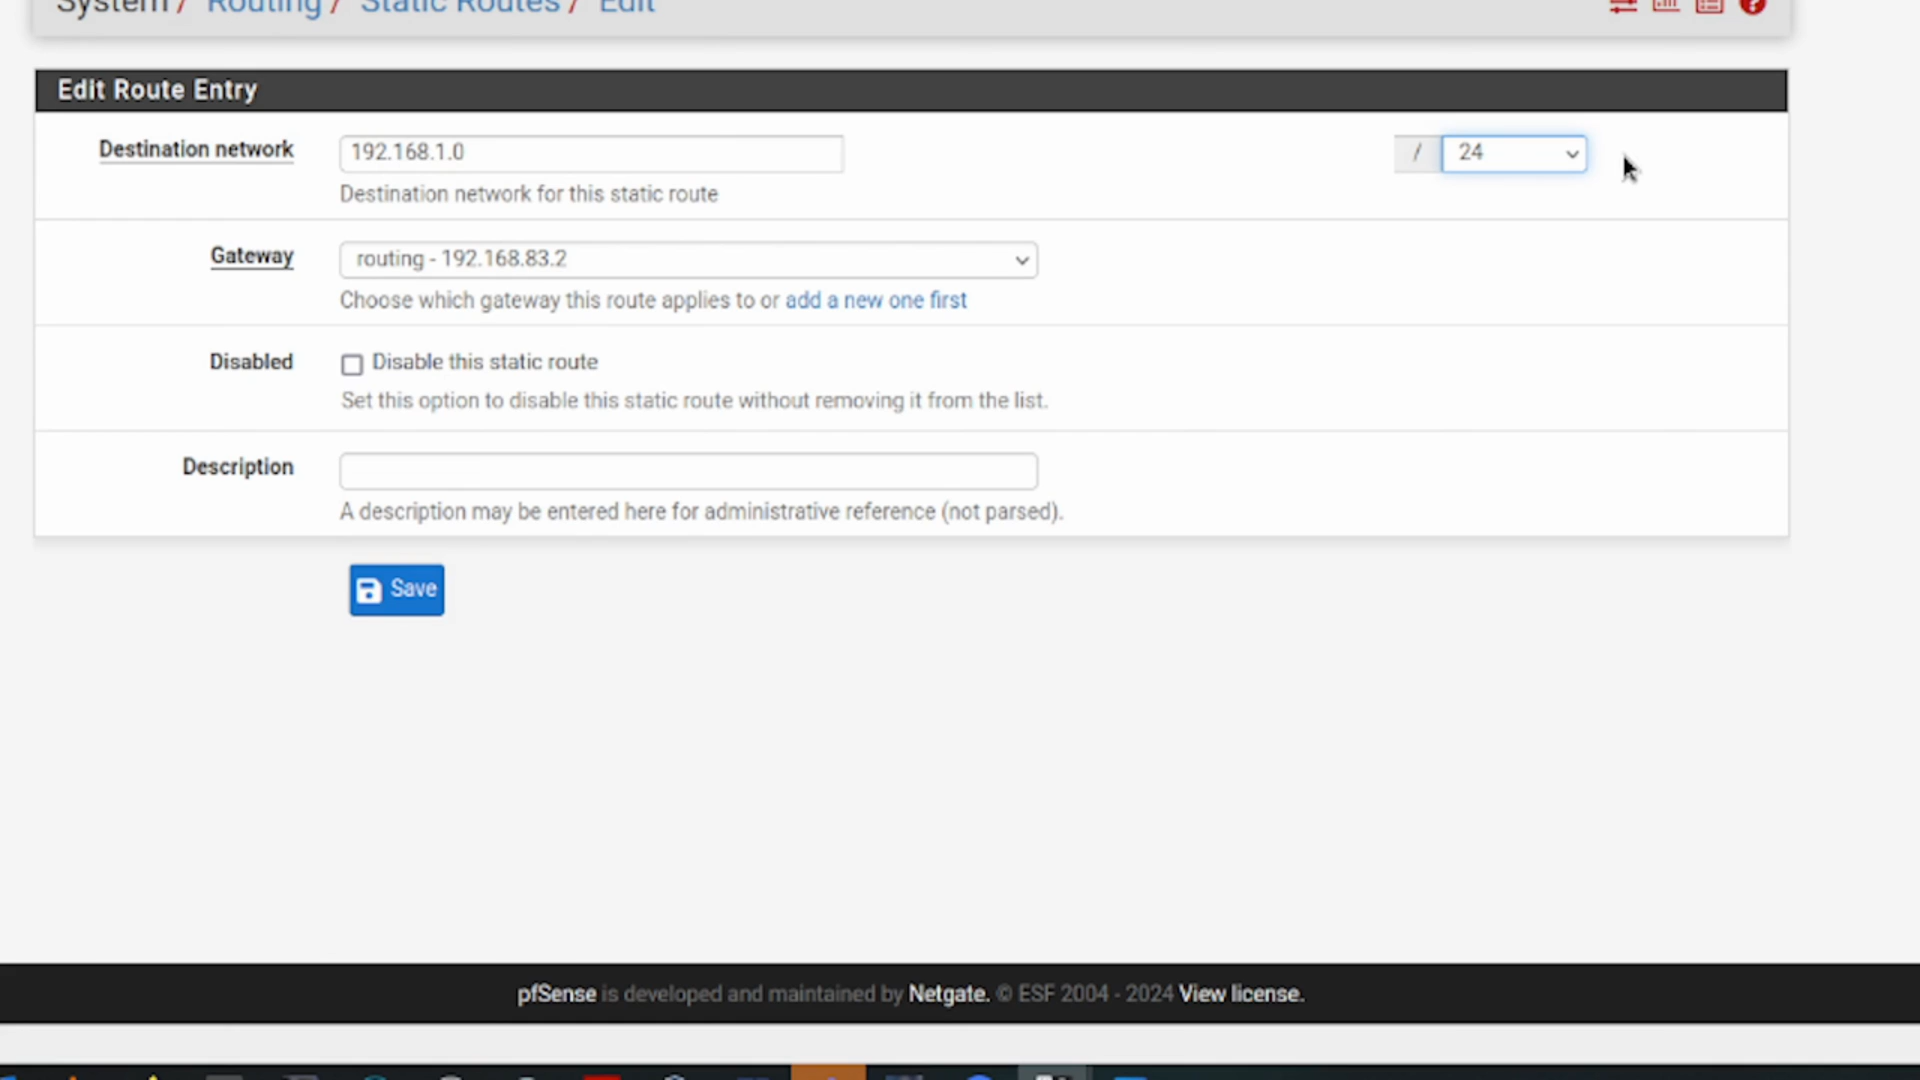 System / Routing / Static Routes / Edit
Edit Route Entry
Destination network
192.168.1.0
/ 24
Destination network for this static route
Gateway
routing - 192.168.83.2
Choose which gateway this route applies to or add a new one first
Disabled
Disable this static route
Set this option to disable this static route without removing it from the list.
Description
A description may be entered here for administrative reference (not parsed).
Save
pfSense is developed and maintained by Netgate. © ESF 2004 - 2024 View license.